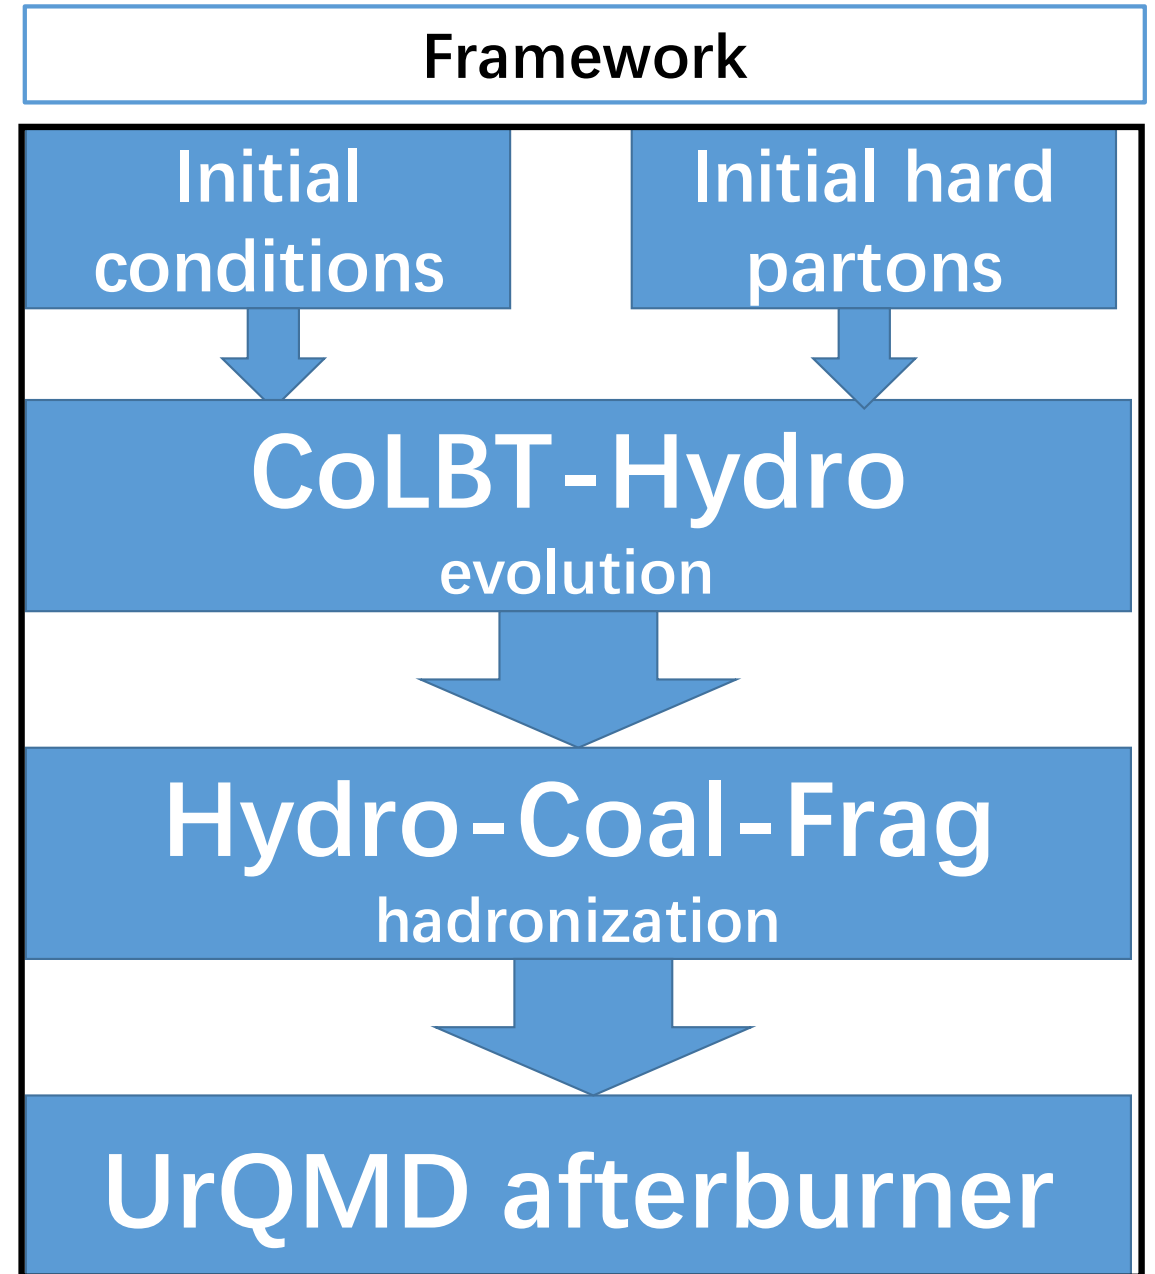 Framework
Initial
conditions
Initial hard
partons
CoLBT-Hydro
evolution
Hydro-Coal-Frag
hadronization
UrQMD afterburner